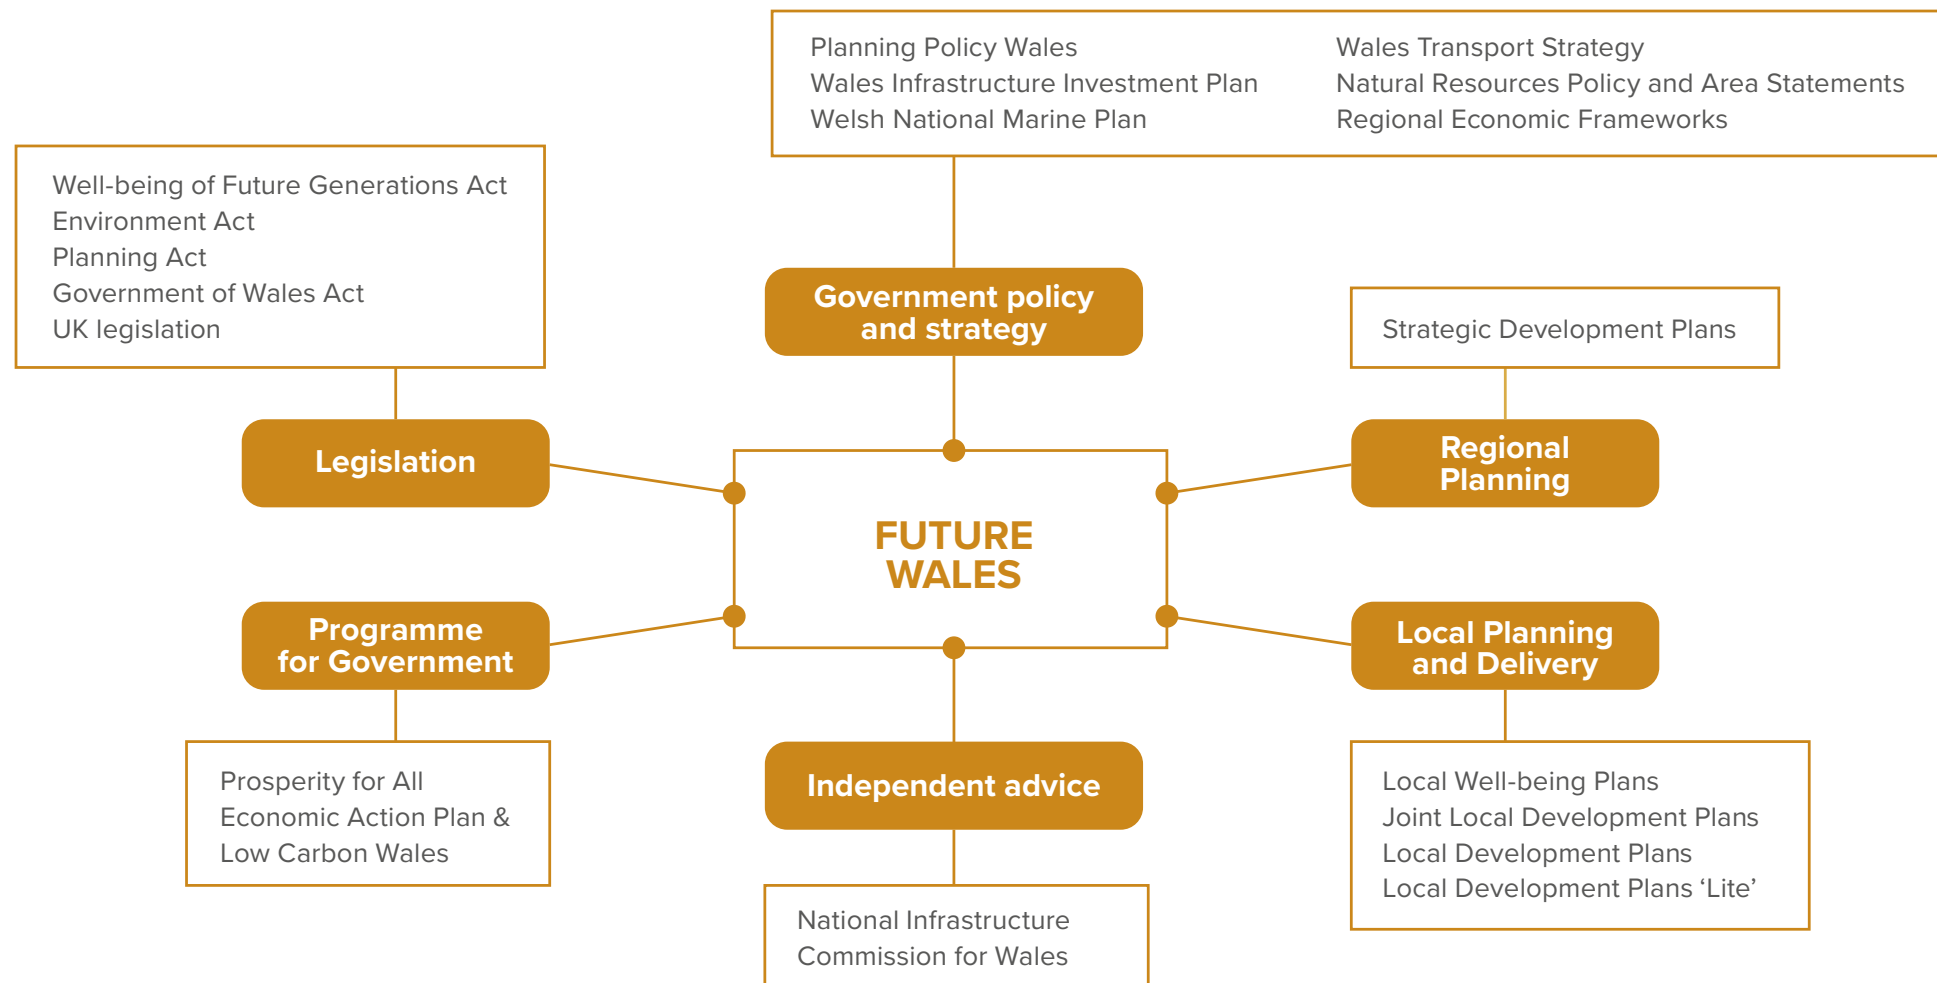 Planning Policy Wales
Wales Infrastructure Investment Plan
Welsh National Marine Plan
Wales Transport Strategy
Natural Resources Policy and Area Statements
Regional Economic Frameworks
Well-being of Future Generations Act
Environment Act
Planning Act
Government of Wales Act
UK legislation
Government policy
and strategy
Strategic Development Plans
Legislation
Regional
Planning
FUTURE
WALES
Programme
for Government
Local Planning
and Delivery
Prosperity for All
Economic Action Plan &
Low Carbon Wales
Independent advice
Local Well-being Plans
Joint Local Development Plans
Local Development Plans
Local Development Plans ‘Lite’
National Infrastructure
Commission for Wales